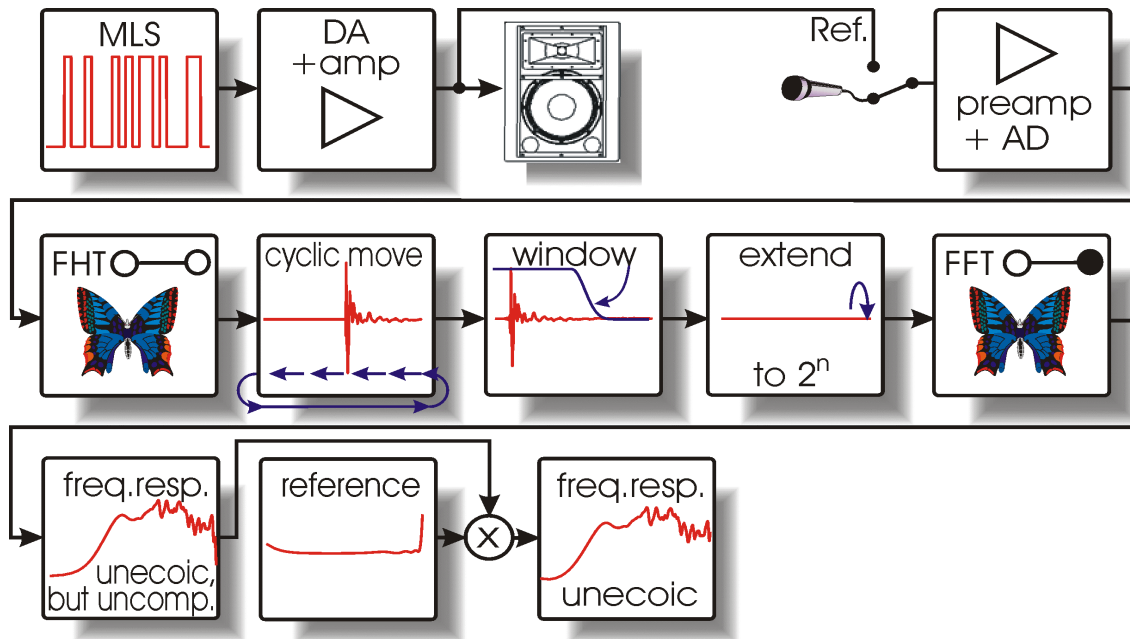 MLS
DA
+amp
Ref.
preamp
+ AD
FHT
cyclic move
window
extend
to 2ⁿ
FFT
freq.resp.
unecoic,
but uncomp.
reference
X
freq.resp.
unecoic